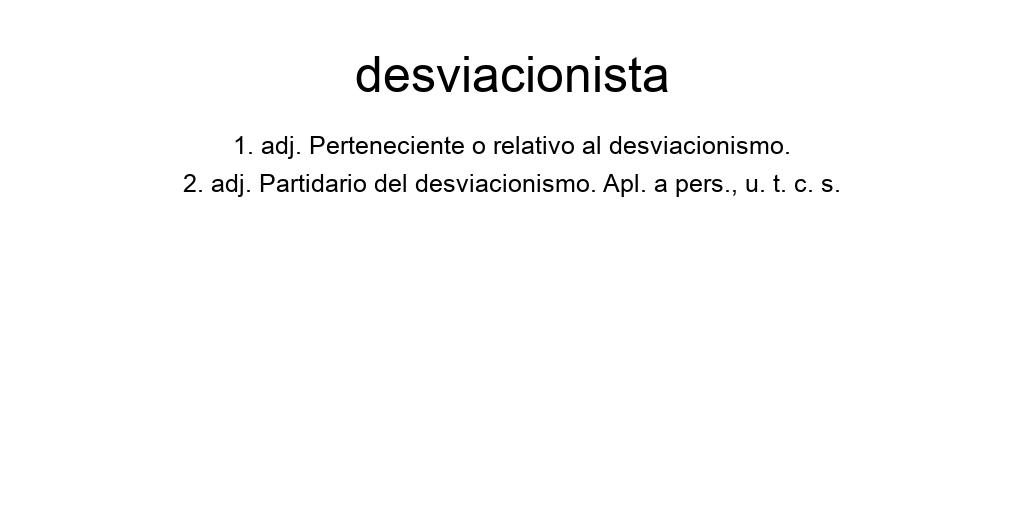 desviacionista
1. adj. Perteneciente o relativo al desviacionismo.
2. adj. Partidario del desviacionismo. Apl. a pers., u. t. c. s.